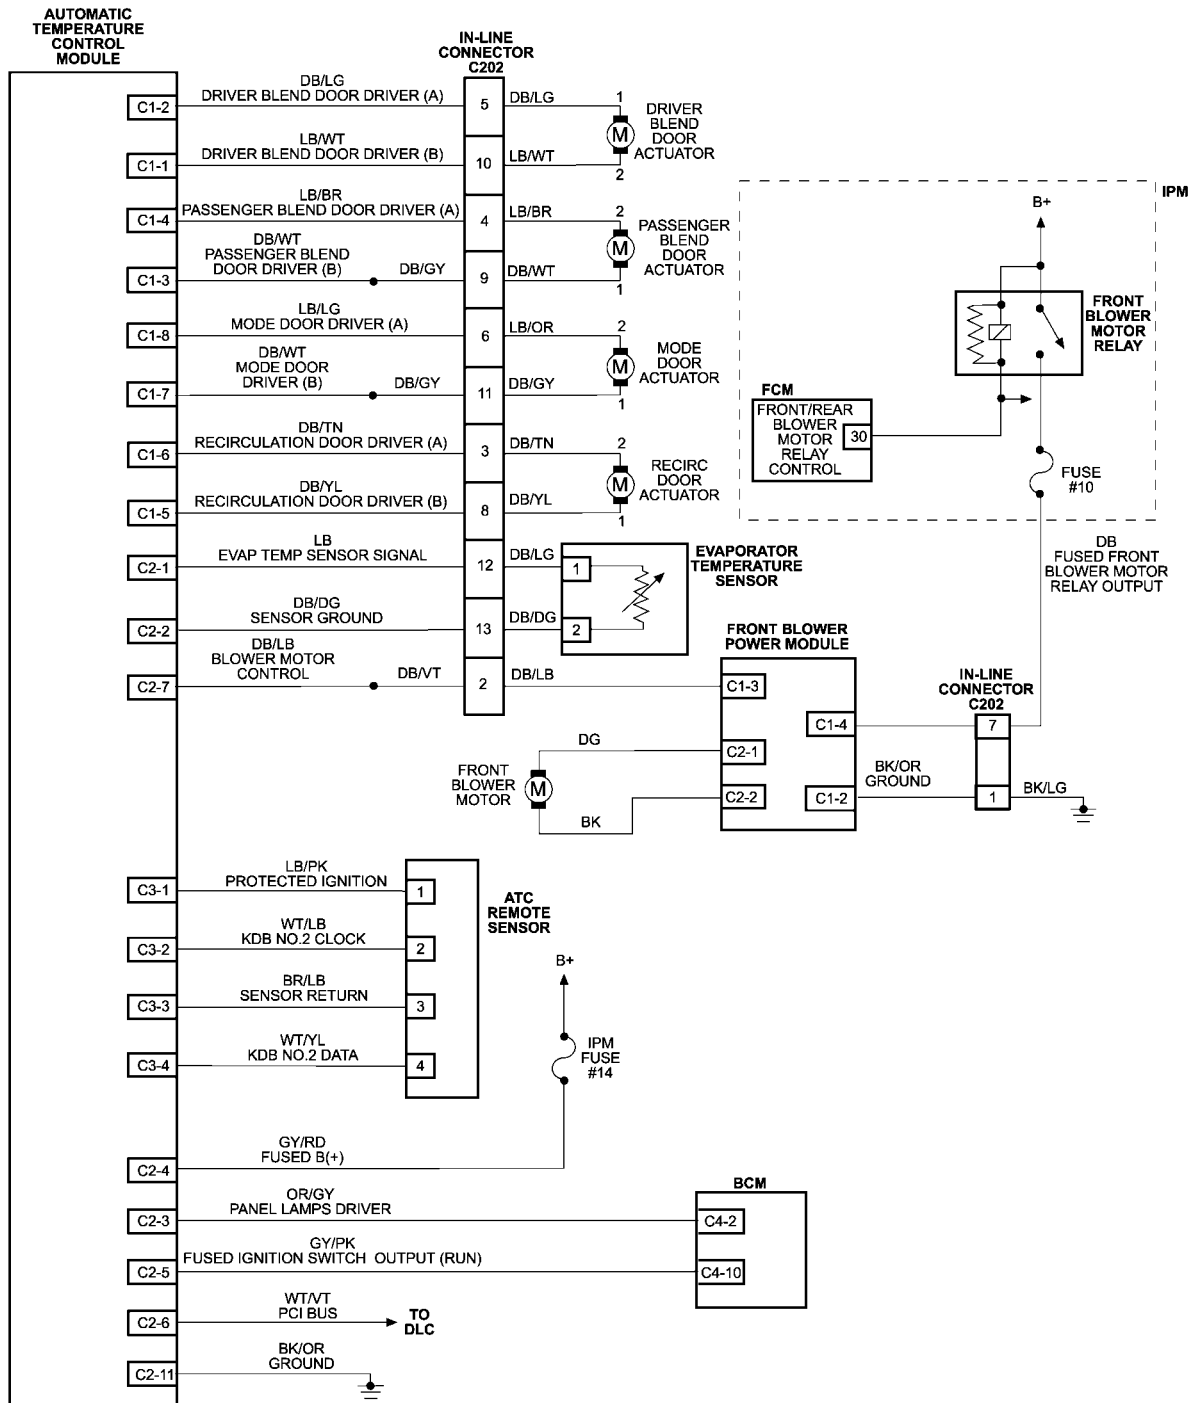 AUTOMATIC
TEMPERATURE
CONTROL
MODULE
IN-LINE
CONNECTOR
C202
C1-2
DB/LG
DRIVER BLEND DOOR DRIVER (A)
5
DB/LG
1
M
2
DRIVER
BLEND
DOOR
ACTUATOR
C1-1
LB/WT
DRIVER BLEND DOOR DRIVER (B)
10
LB/WT
C1-4
LB/BR
PASSENGER BLEND DOOR DRIVER (A)
4
LB/BR
2
M
1
PASSENGER
BLEND
DOOR
ACTUATOR
C1-3
DB/WT
PASSENGER BLEND
DOOR DRIVER (B)
DB/GY
9
DB/WT
C1-8
LB/LG
MODE DOOR DRIVER (A)
6
LB/OR
2
M
1
MODE
DOOR
ACTUATOR
C1-7
DB/WT
MODE DOOR
DRIVER (B)
DB/GY
11
DB/GY
C1-6
DB/TN
RECIRCULATION DOOR DRIVER (A)
3
DB/TN
2
M
1
RECIRC
DOOR
ACTUATOR
C1-5
DB/YL
RECIRCULATION DOOR DRIVER (B)
8
DB/YL
C2-1
LB
EVAP TEMP SENSOR SIGNAL
12
DB/LG
1
EVAPORATOR
TEMPERATURE
SENSOR
C2-2
DB/DG
SENSOR GROUND
13
DB/DG
2
C2-7
DB/LB
BLOWER MOTOR
CONTROL
DB/VT
2
DB/LB
IPM
B+
FRONT
BLOWER
MOTOR
RELAY
FCM
FRONT/REAR
BLOWER
MOTOR
RELAY
CONTROL
30
FUSE
#10
DB
FUSED FRONT
BLOWER MOTOR
RELAY OUTPUT
FRONT BLOWER
POWER MODULE
C1-3
C2-1
C2-2
C1-4
C1-2
IN-LINE
CONNECTOR
C202
7
1
BK/OR
GROUND
BK/LG
DG
FRONT
BLOWER
MOTOR
M
BK
C3-1
LB/PK
PROTECTED IGNITION
1
ATC
REMOTE
SENSOR
C3-2
WT/LB
KDB NO.2 CLOCK
2
C3-3
BR/LB
SENSOR RETURN
3
C3-4
WT/YL
KDB NO.2 DATA
4
B+
IPM
FUSE
#14
C2-4
GY/RD
FUSED B(+)
C2-3
OR/GY
PANEL LAMPS DRIVER
BCM
C4-2
C2-5
GY/PK
FUSED IGNITION SWITCH OUTPUT (RUN)
C4-10
C2-6
WT/VT
PCI BUS
TO
DLC
C2-11
BK/OR
GROUND